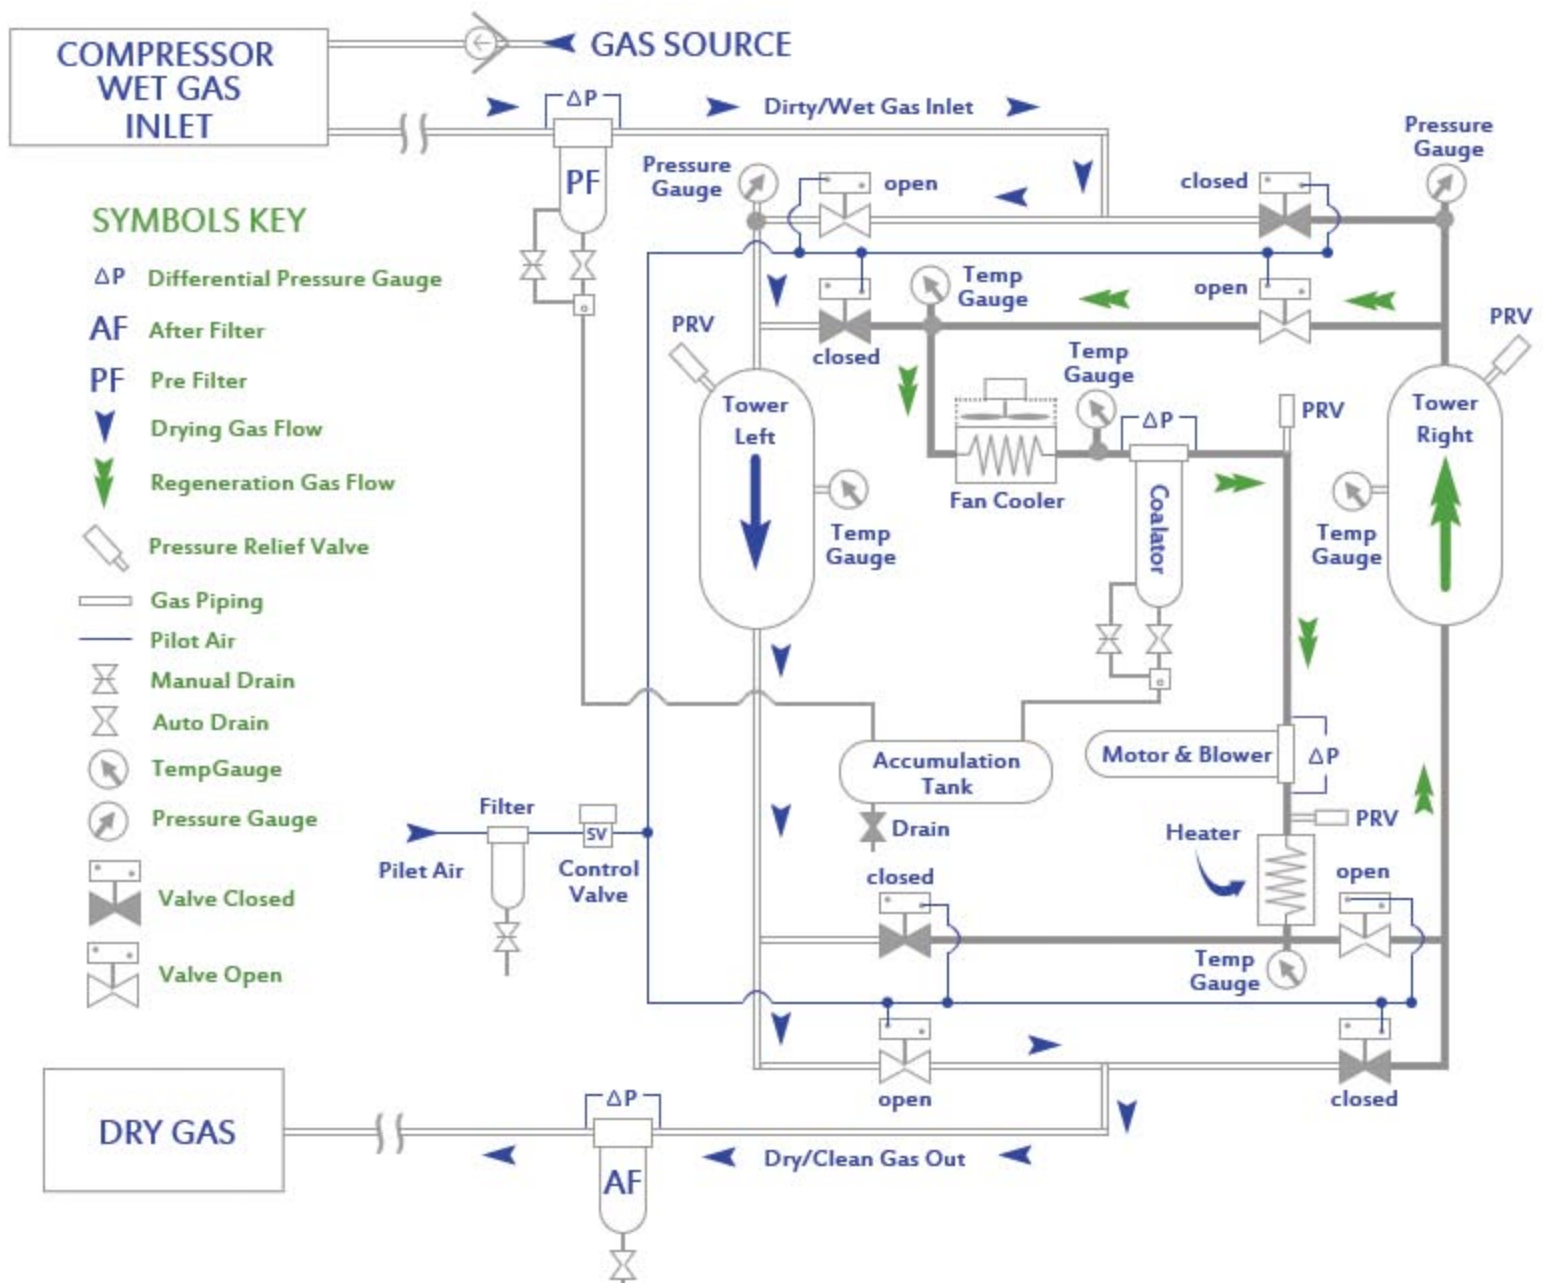 COMPRESSOR
WET GAS
INLET
GAS SOURCE
ΔP
Dirty/Wet Gas Inlet
PF
Pressure
Gauge
open
closed
Pressure
Gauge
SYMBOLS KEY
ΔP Differential Pressure Gauge
AF After Filter
PF Pre Filter
Drying Gas Flow
Regeneration Gas Flow
Pressure Relief Valve
Gas Piping
Pilot Air
Manual Drain
Auto Drain
TempGauge
Pressure Gauge
Valve Closed
Valve Open
Temp
Gauge
open
PRV
closed
Temp
Gauge
PRV
Tower
Left
ΔP
PRV
Tower
Right
Fan Cooler
Coalator
Temp
Gauge
Temp
Gauge
Accumulation
Tank
Motor & Blower
ΔP
Drain
PRV
Heater
Filter
SV
Pilet Air
Control
Valve
closed
open
Temp
Gauge
open
closed
DRY GAS
ΔP
Dry/Clean Gas Out
AF